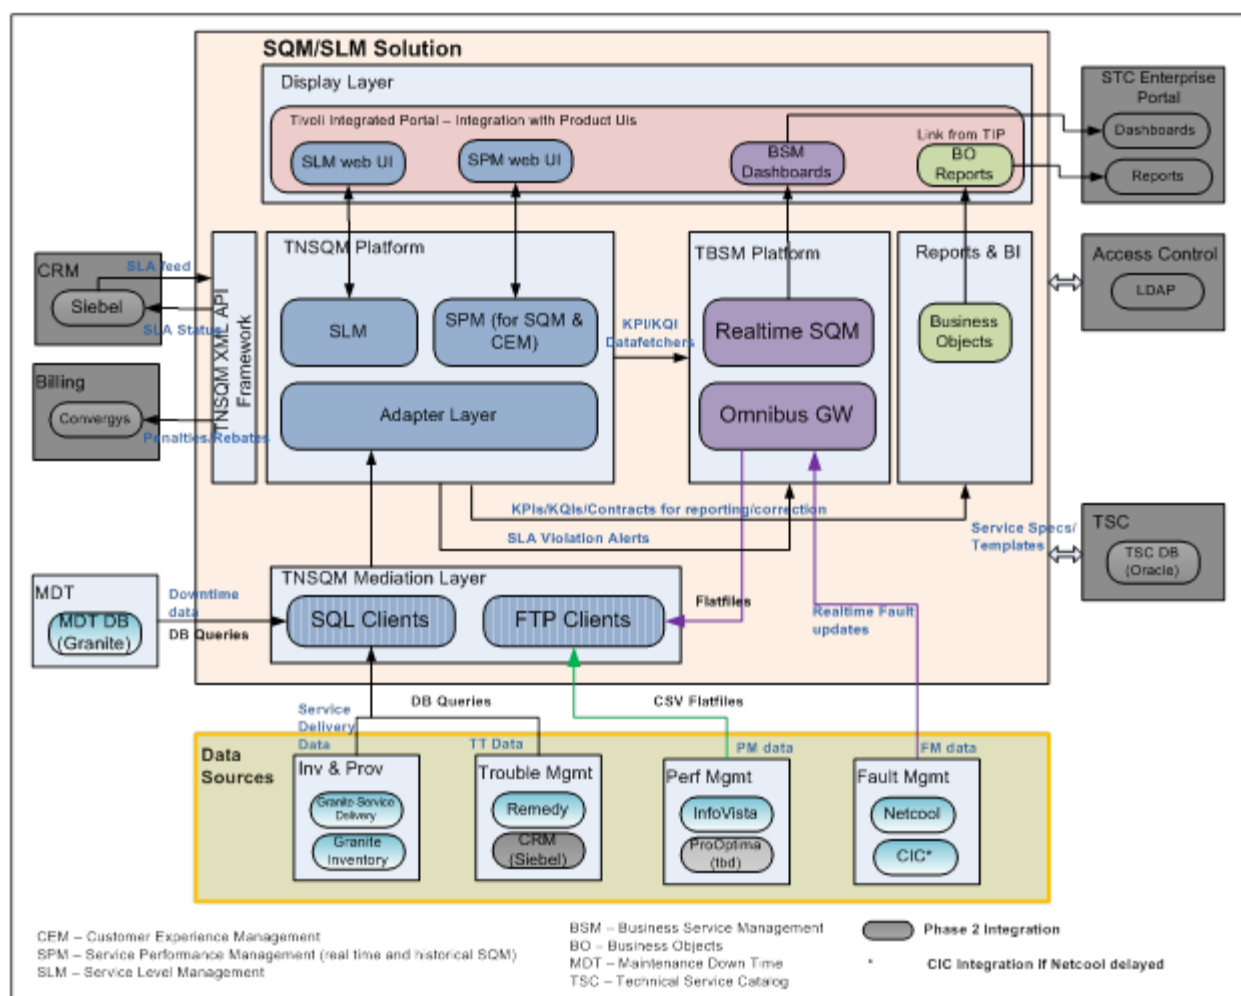 SQM/SLM Solution
Display Layer
Tivoli Integrated Portal – Integration with Product UIs
SLM web UI
SPM web UI
BSM
Dashboards
Link from TIP
BO
Reports
STC Enterprise
Portal
Dashboards
Reports
CRM
Siebel
SLA feed
SLA Status
Billing
Convergys
Penalties/Rebates
TNSQM XML API
Framework
TNSQM Platform
SLM
SPM (for SQM &
CEM)
Adapter Layer
KPI/KQI
Datafetchers
TBSM Platform
Realtime SQM
Omnibus GW
Reports & BI
Business
Objects
Access Control
LDAP
KPIs/KQIs/Contracts for reporting/correction
SLA Violation Alerts
Service Specs/
Templates
TSC
TSC DB
(Oracle)
MDT
MDT DB
(Granite)
Downtime
data
DB Queries
TNSQM Mediation Layer
SQL Clients
FTP Clients
Flatfiles
Realtime Fault
updates
Service
Delivery
Data
DB Queries
CSV Flatfiles
TT Data
PM data
FM data
Data
Sources
Inv & Prov
Granite Service
Delivery
Granite
Inventory
Trouble Mgmt
Remedy
CRM
(Siebel)
Perf Mgmt
InfoVista
ProOptima
(tbd)
Fault Mgmt
Netcool
CIC*
CEM – Customer Experience Management
SPM – Service Performance Management (real time and historical SQM)
SLM – Service Level Management
BSM – Business Service Management
BO – Business Objects
MDT – Maintenance Down Time
TSC – Technical Service Catalog
Phase 2 Integration
* CIC Integration If Netcool delayed